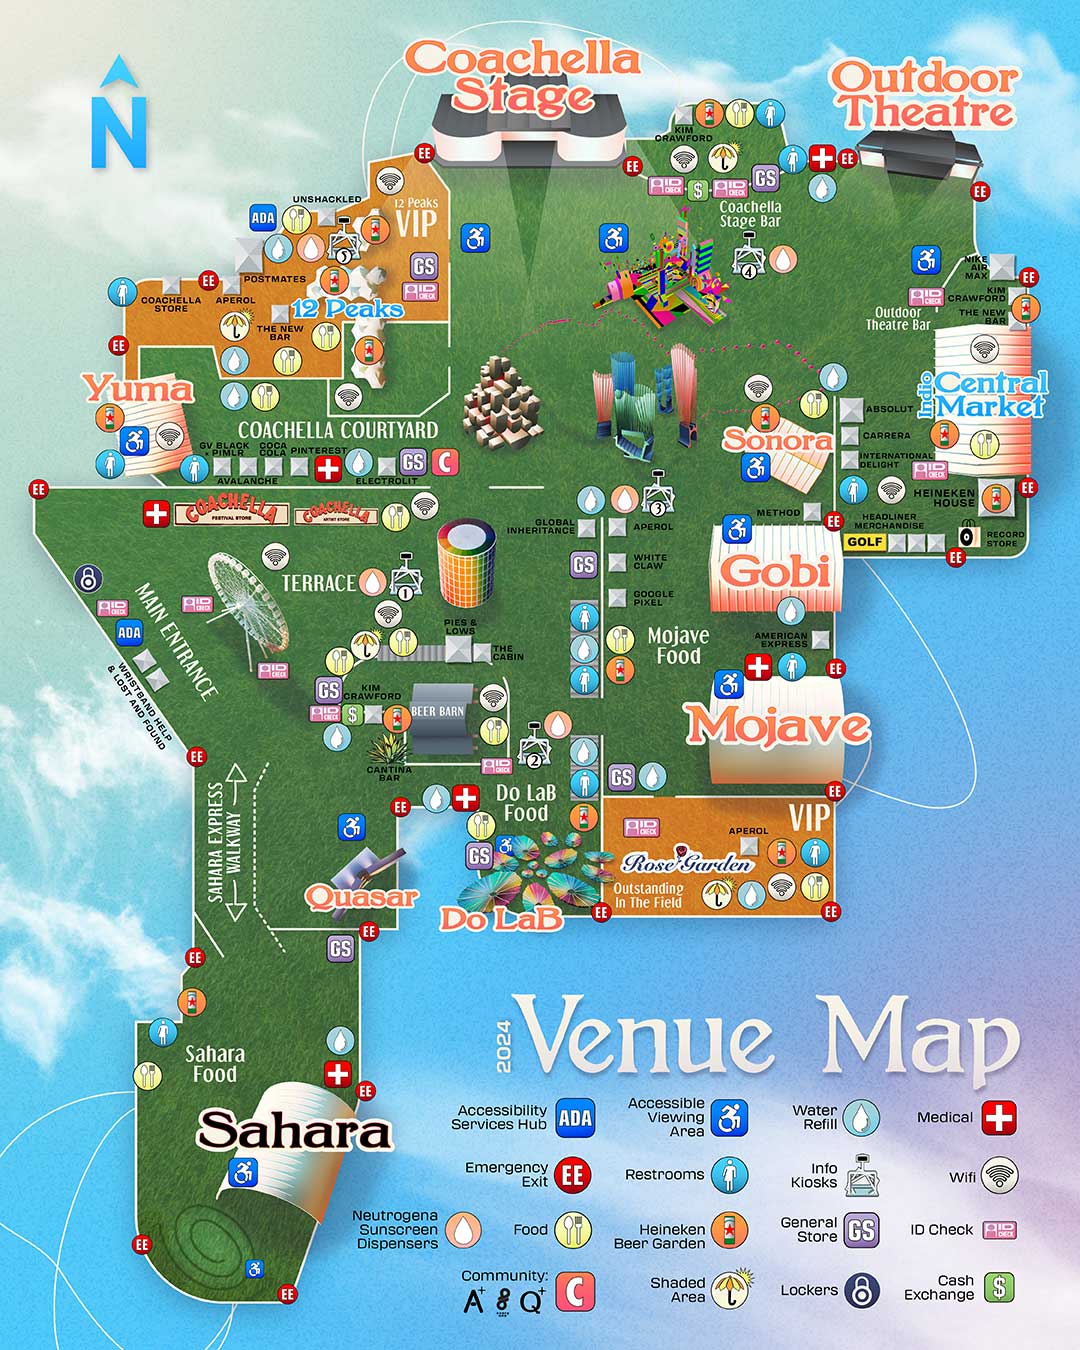 N
Coachella
Stage
Outdoor
Theatre
KIM
CRAWFORD
EE
EE
EE
EE
ID
CHECK
$
ID
CHECK
GS
Coachella
Stage Bar
4
UNSHACKLED
12 Peaks
VIP
ADA
5
GS
ID
CHECK
POSTMATES
EE
COACHELLA
STORE
APEROL
12 Peaks
THE NEW
BAR
EE
NIKE
AIR
MAX
EE
ID
CHECK
KIM
CRAWFORD
THE NEW
BAR
Outdoor
Theatre Bar
Indio
Central
Market
Yuma
COACHELLA COURTYARD
GV BLACK
x PIMLR
COCA
COLA
PINTEREST
AVALANCHE
ELECTROLIT
GS
C
Sonora
ABSOLUT
CARRERA
INTERNATIONAL
DELIGHT
ID
CHECK
HEINEKEN
HOUSE
EE
EE
COACHELLA
FESTIVAL STORE
COACHELLA
ARTIST STORE
3
METHOD
EE
HEADLINER
MERCHANDISE
GOLF
RECORD
STORE
EE
GLOBAL
INHERITANCE
APEROL
WHITE
CLAW
GS
GOOGLE
PIXEL
Gobi
TERRACE
1
MAIN ENTRANCE
ID
CHECK
ID
CHECK
ADA
ID
CHECK
WRISTBAND HELP
& LOST AND FOUND
PIES &
LOWS
THE
CABIN
Mojave
Food
AMERICAN
EXPRESS
EE
GS
KIM
CRAWFORD
ID
CHECK
$
BEER BARN
CANTINA
BAR
ID
CHECK
2
Mojave
EE
SAHARA EXPRESS
WALKWAY
EE
Do LaB
Food
GS
EE
VIP
ID
CHECK
APEROL
Rose Garden
Outstanding
In The Field
GS
Quasar
Do LaB
EE
EE
EE
GS
EE
Sahara
Food
EE
Sahara
EE
EE
2024
Venue Map
Accessibility
Services Hub
ADA
Accessible
Viewing
Area
Water
Refill
Medical
Emergency
Exit
EE
Restrooms
Info
Kiosks
Wifi
Neutrogena
Sunscreen
Dispensers
Food
Heineken
Beer Garden
General
Store
GS
ID Check
ID
CHECK
Community:
A+
Q+
C
Shaded
Area
Lockers
Cash
Exchange
$